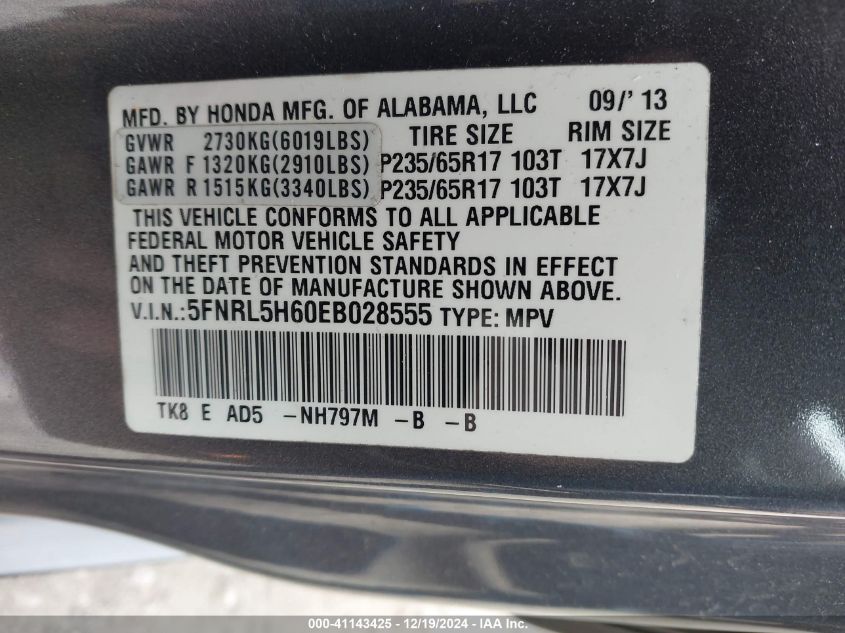 MFD. BY HONDA MFG. OF ALABAMA, LLC 09/'13
GVWR 2730KG(6019LBS) TIRE SIZE RIM SIZE
GAWR F 1320KG(2910LBS) P235/65R17 103T 17X7J
GAWR R 1515KG(3340LBS) P235/65R17 103T 17X7J
THIS VEHICLE CONFORMS TO ALL APPLICABLE
FEDERAL MOTOR VEHICLE SAFETY
AND THEFT PREVENTION STANDARDS IN EFFECT
ON THE DATE OF MANUFACTURE SHOWN ABOVE.
V.I.N.: 5FNRL5H60EB028555 TYPE: MPV
TK8 E AD5 -NH797M -B -B
000-41143425 - 12/19/2024 - IAAI.COM